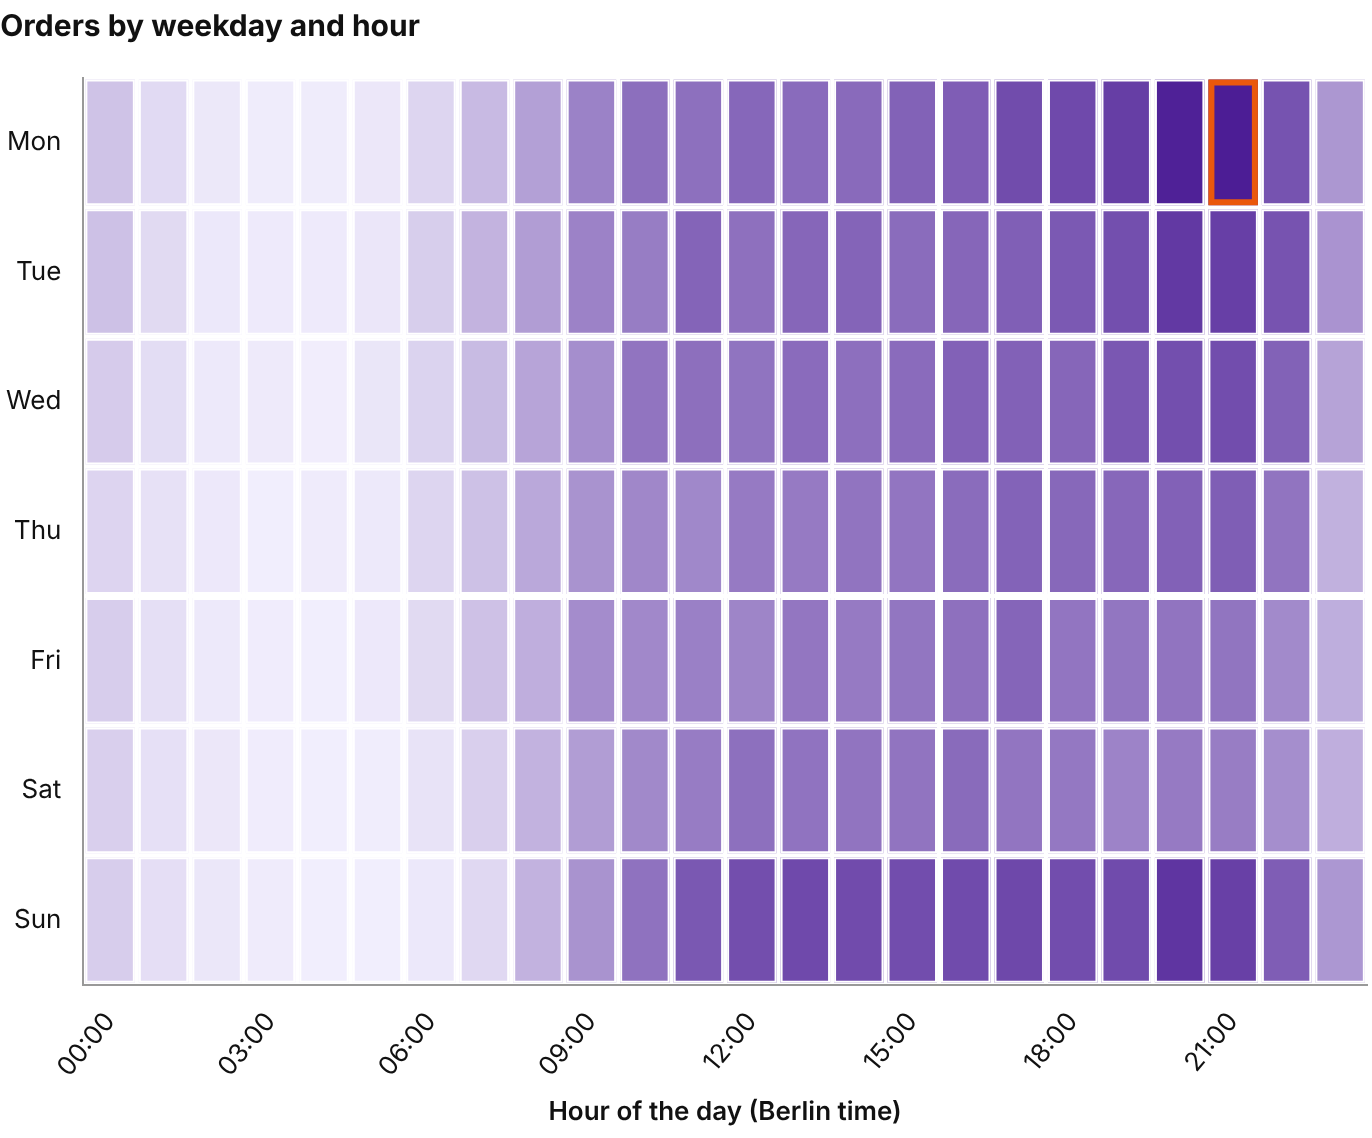 Orders by weekday and hour
Mon
Tue
Wed
Thu
Fri
Sat
Sun
00:00 03:00 06:00 09:00 12:00 15:00 18:00 21:00
Hour of the day (Berlin time)